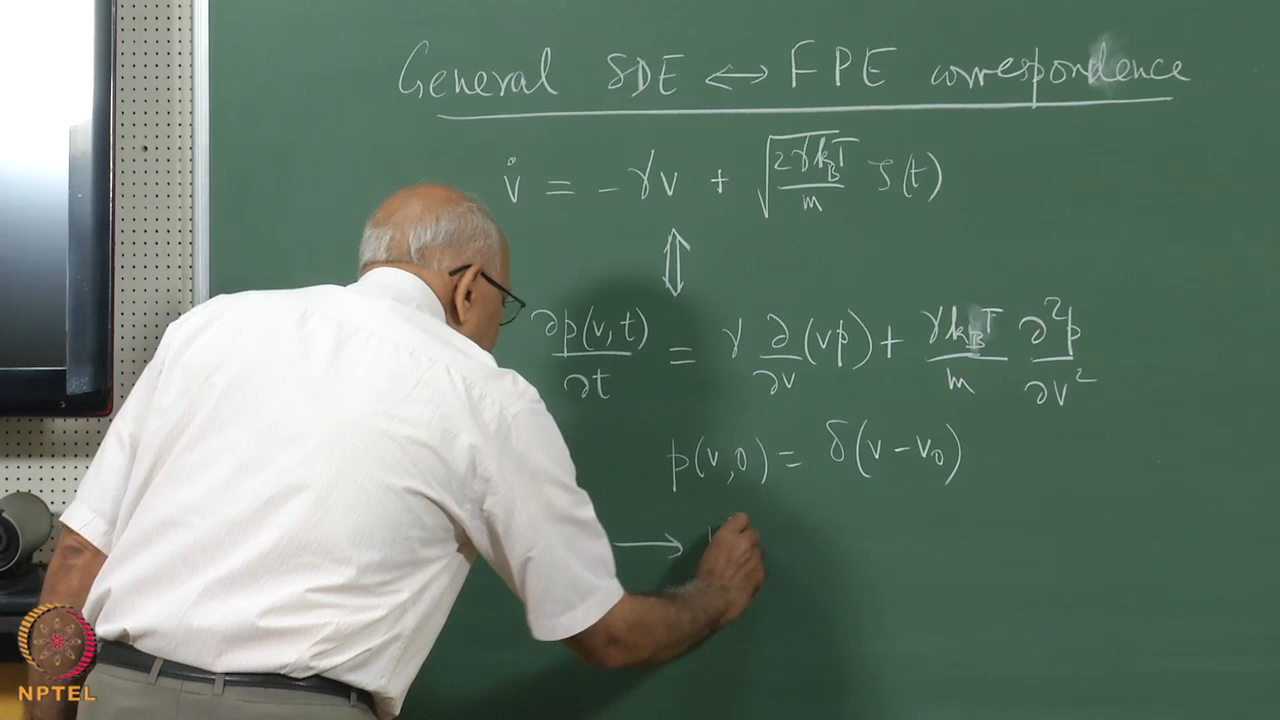 General SDE ↔ FPE correspondence
v̇ = - γv + √(2γk_BT/m) ζ(t)
⇕
∂p(v,t)/∂t = γ ∂/∂v (vp) + γk_BT/m ∂²p/∂v²
p(v,0) = δ(v-v₀)
→
NPTEL